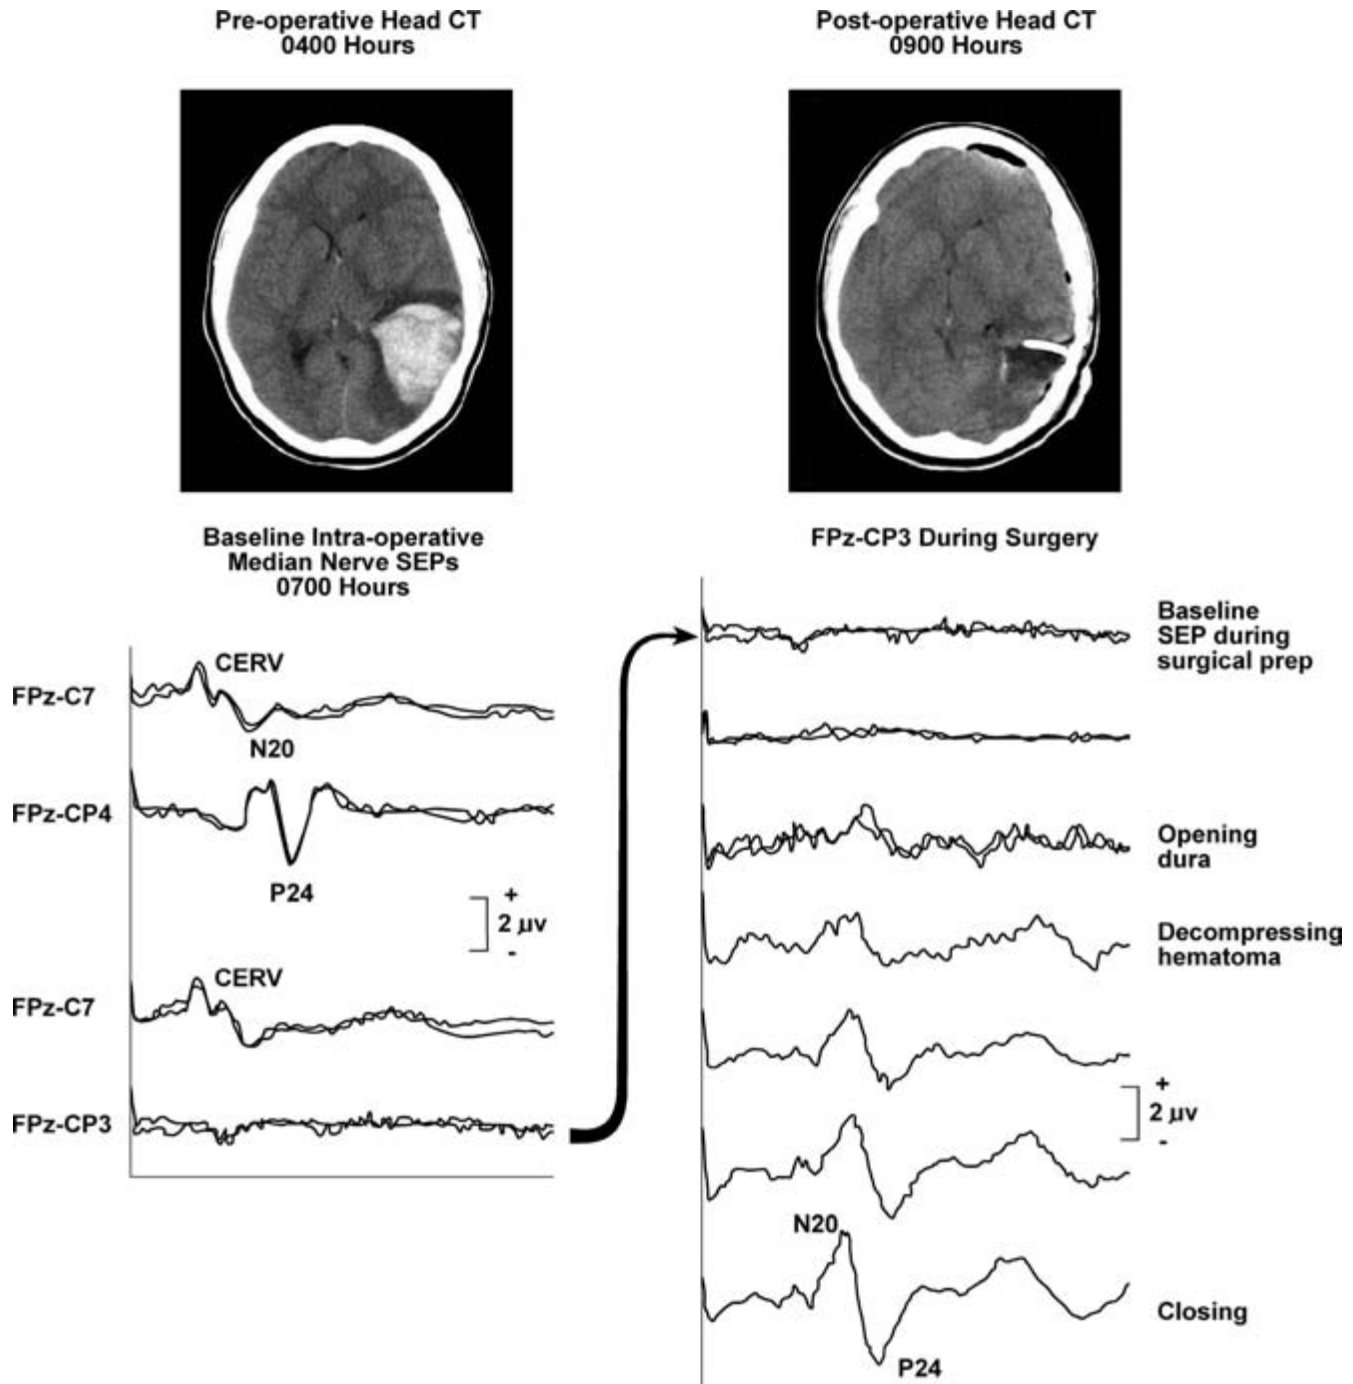 Pre-operative Head CT
0400 Hours
Post-operative Head CT
0900 Hours
Baseline Intra-operative
Median Nerve SEPs
0700 Hours
FPz-C7
CERV
N20
FPz-CP4
P24
+
2 µv
-
FPz-C7
CERV
FPz-CP3
FPz-CP3 During Surgery
Baseline
SEP during
surgical prep
Opening
dura
Decompressing
hematoma
+
2 µv
-
N20
Closing
P24